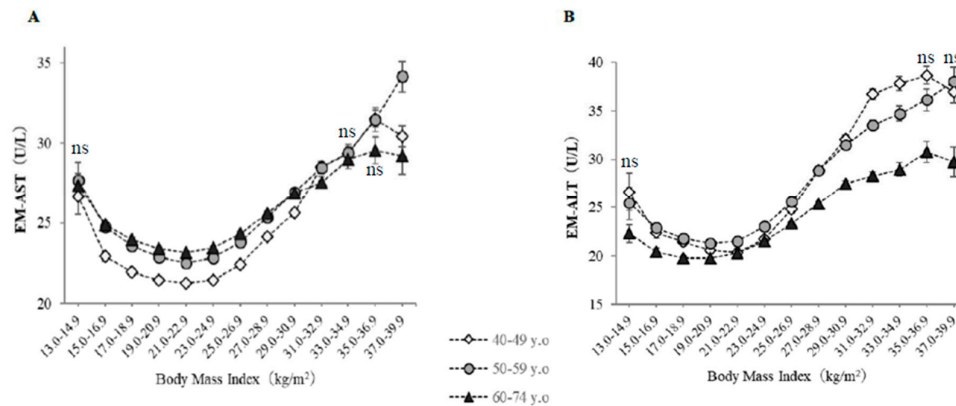 A
EM-AST (U/L)
35
30
25
20
ns
ns
ns
13.0-14.9
15.0-16.9
17.0-18.9
19.0-20.9
21.0-22.9
23.0-24.9
25.0-26.9
27.0-28.9
29.0-30.9
31.0-32.9
33.0-34.9
35.0-36.9
37.0-39.9
Body Mass Index (kg/m²)
40-49 y.o
50-59 y.o
60-74 y.o
B
EM-ALT (U/L)
40
35
30
25
20
15
ns
ns
ns
13.0-14.9
15.0-16.9
17.0-18.9
19.0-20.9
21.0-22.9
23.0-24.9
25.0-26.9
27.0-28.9
29.0-30.9
31.0-32.9
33.0-34.9
35.0-36.9
37.0-39.9
Body Mass Index (kg/m²)